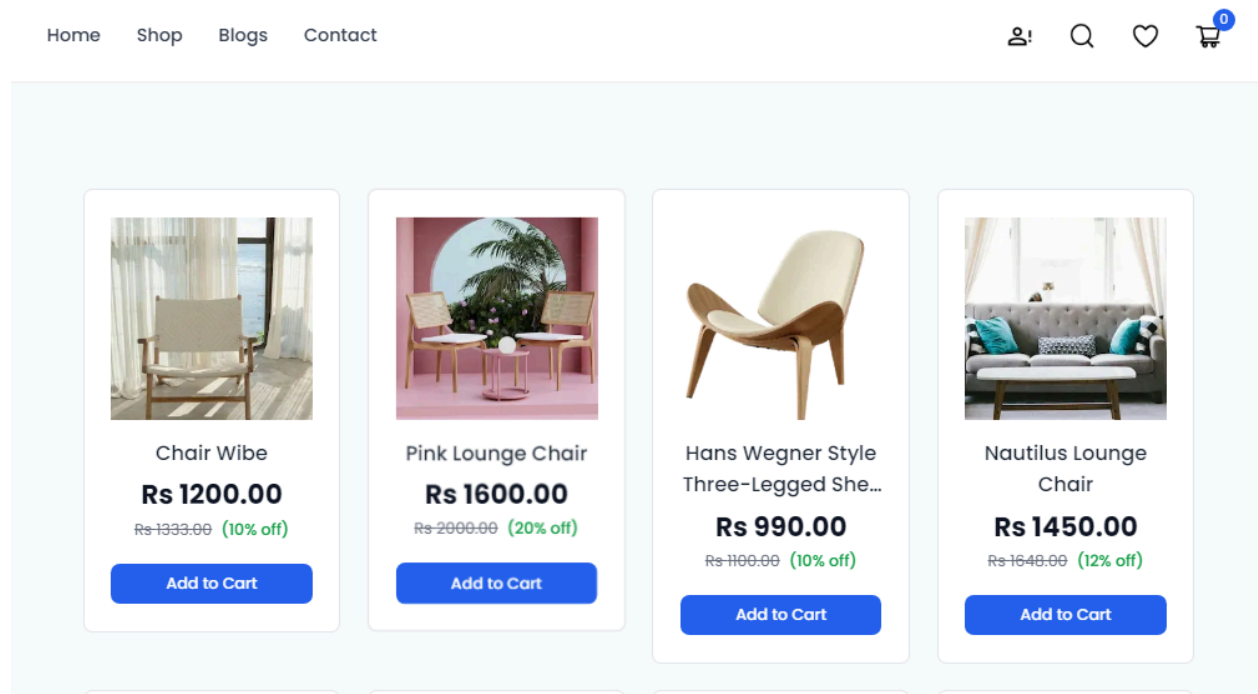 Home Shop Blogs Contact
0
Chair Wibe
Rs 1200.00
Rs 1333.00 (10% off)
Add to Cart
Pink Lounge Chair
Rs 1600.00
Rs 2000.00 (20% off)
Add to Cart
Hans Wegner Style
Three-Legged She...
Rs 990.00
Rs 1100.00 (10% off)
Add to Cart
Nautilus Lounge
Chair
Rs 1450.00
Rs 1648.00 (12% off)
Add to Cart